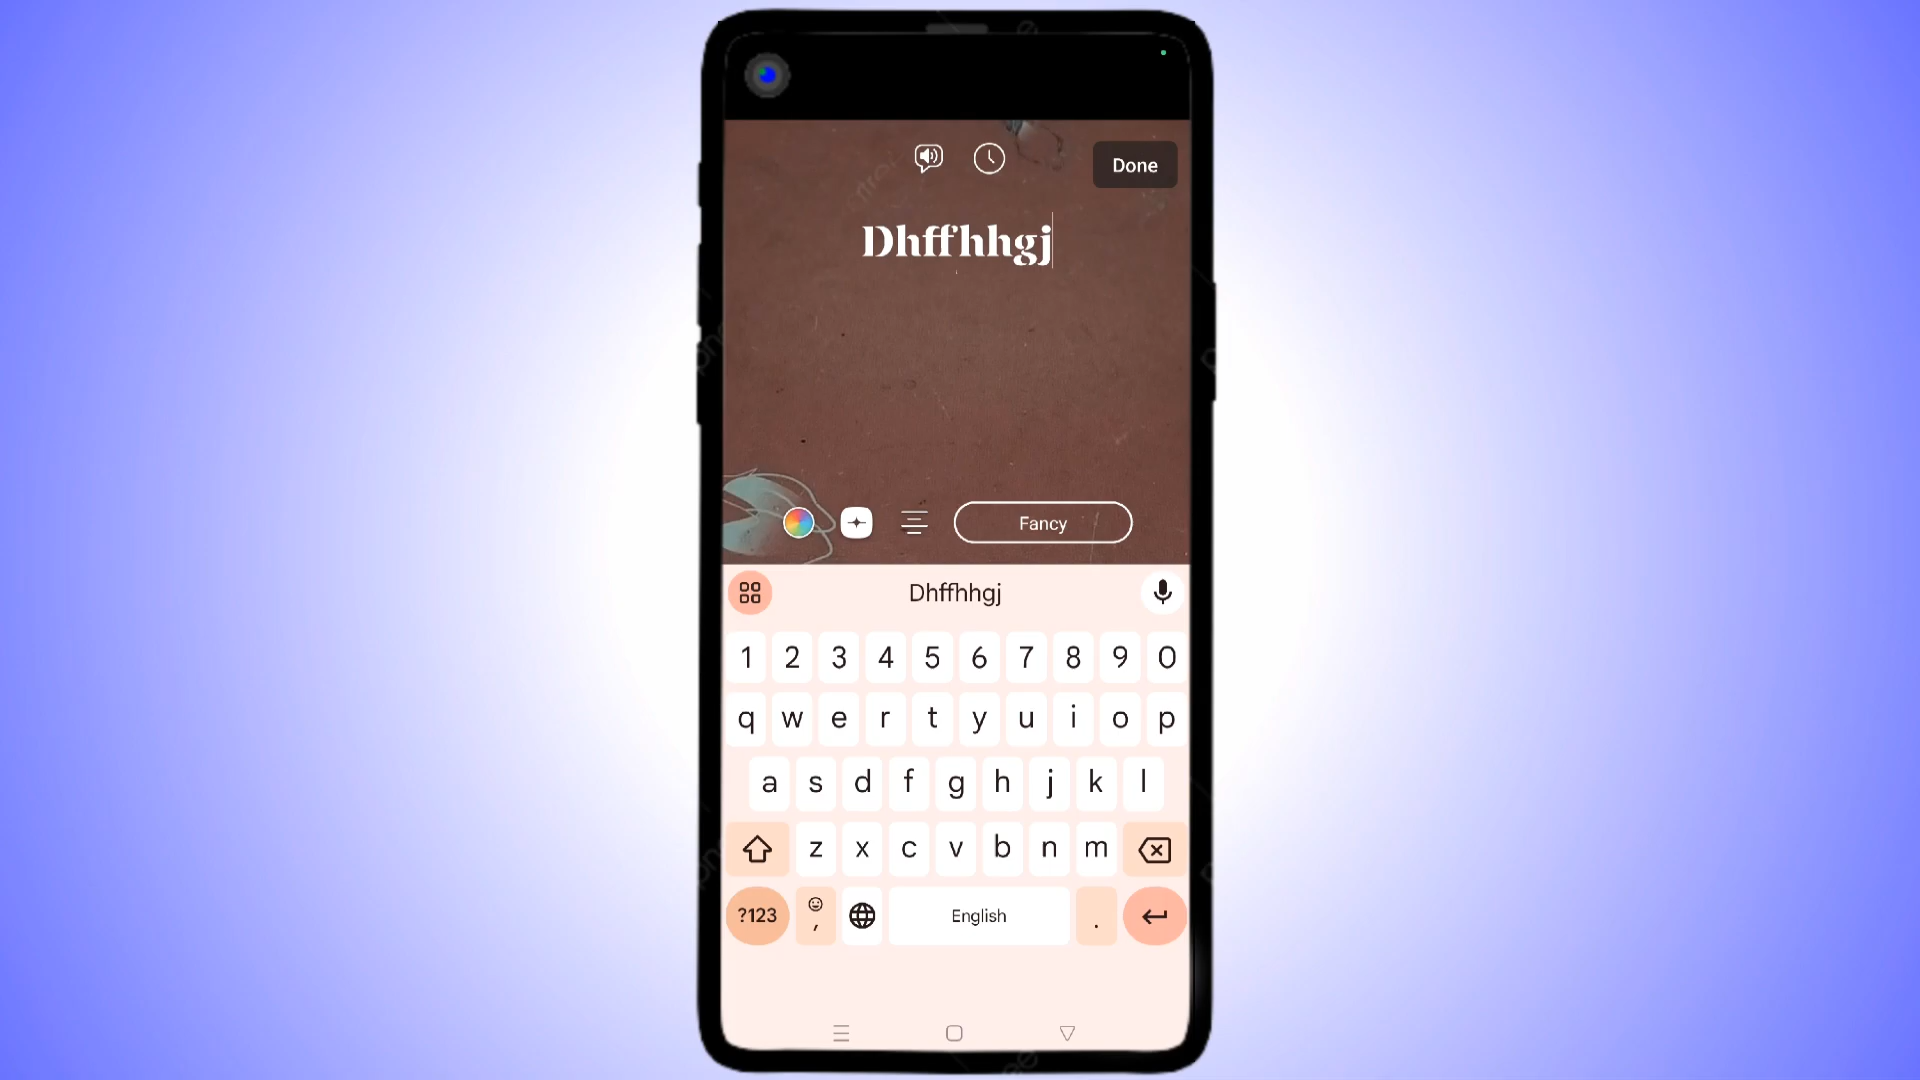 Done
Dhffhhgj
Fancy
Dhffhhgj
1 2 3 4 5 6 7 8 9 0
q w e r t y u i o p
a s d f g h j k l
z x c v b n m
?123 , English .